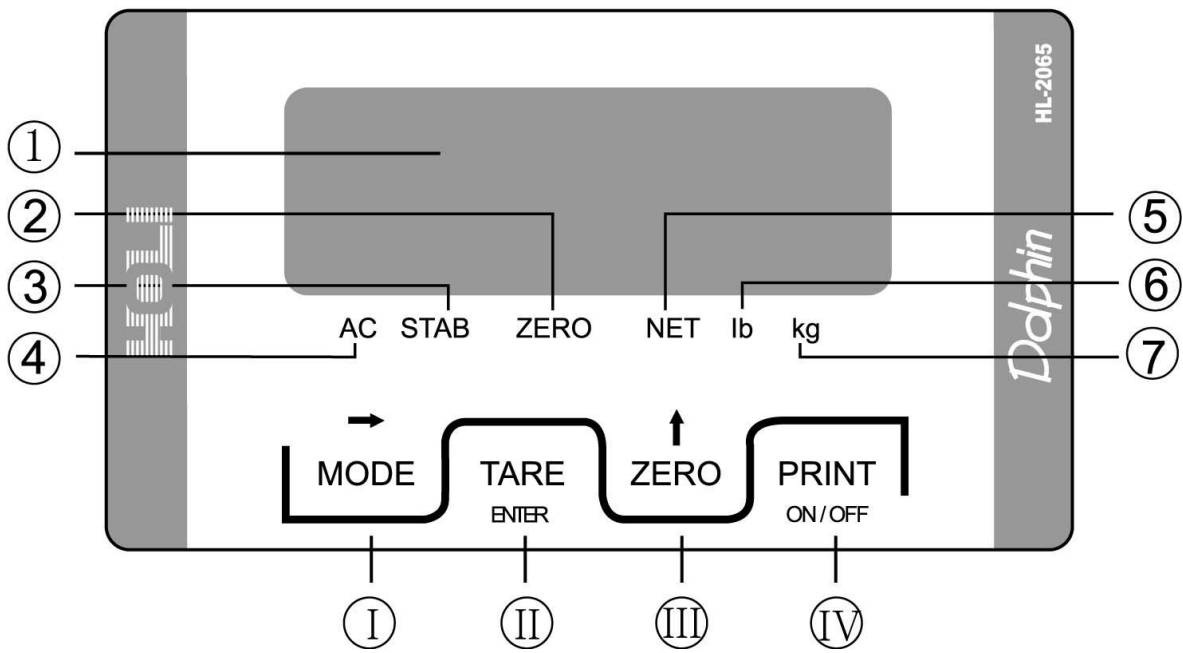 HL-2065
①
②
⑤
③
HOLI
Dolphin
⑥
AC STAB ZERO NET lb kg
④
⑦
→ ↑
MODE TARE ZERO PRINT
ENTER ON/OFF
Ⅰ Ⅱ Ⅲ Ⅳ